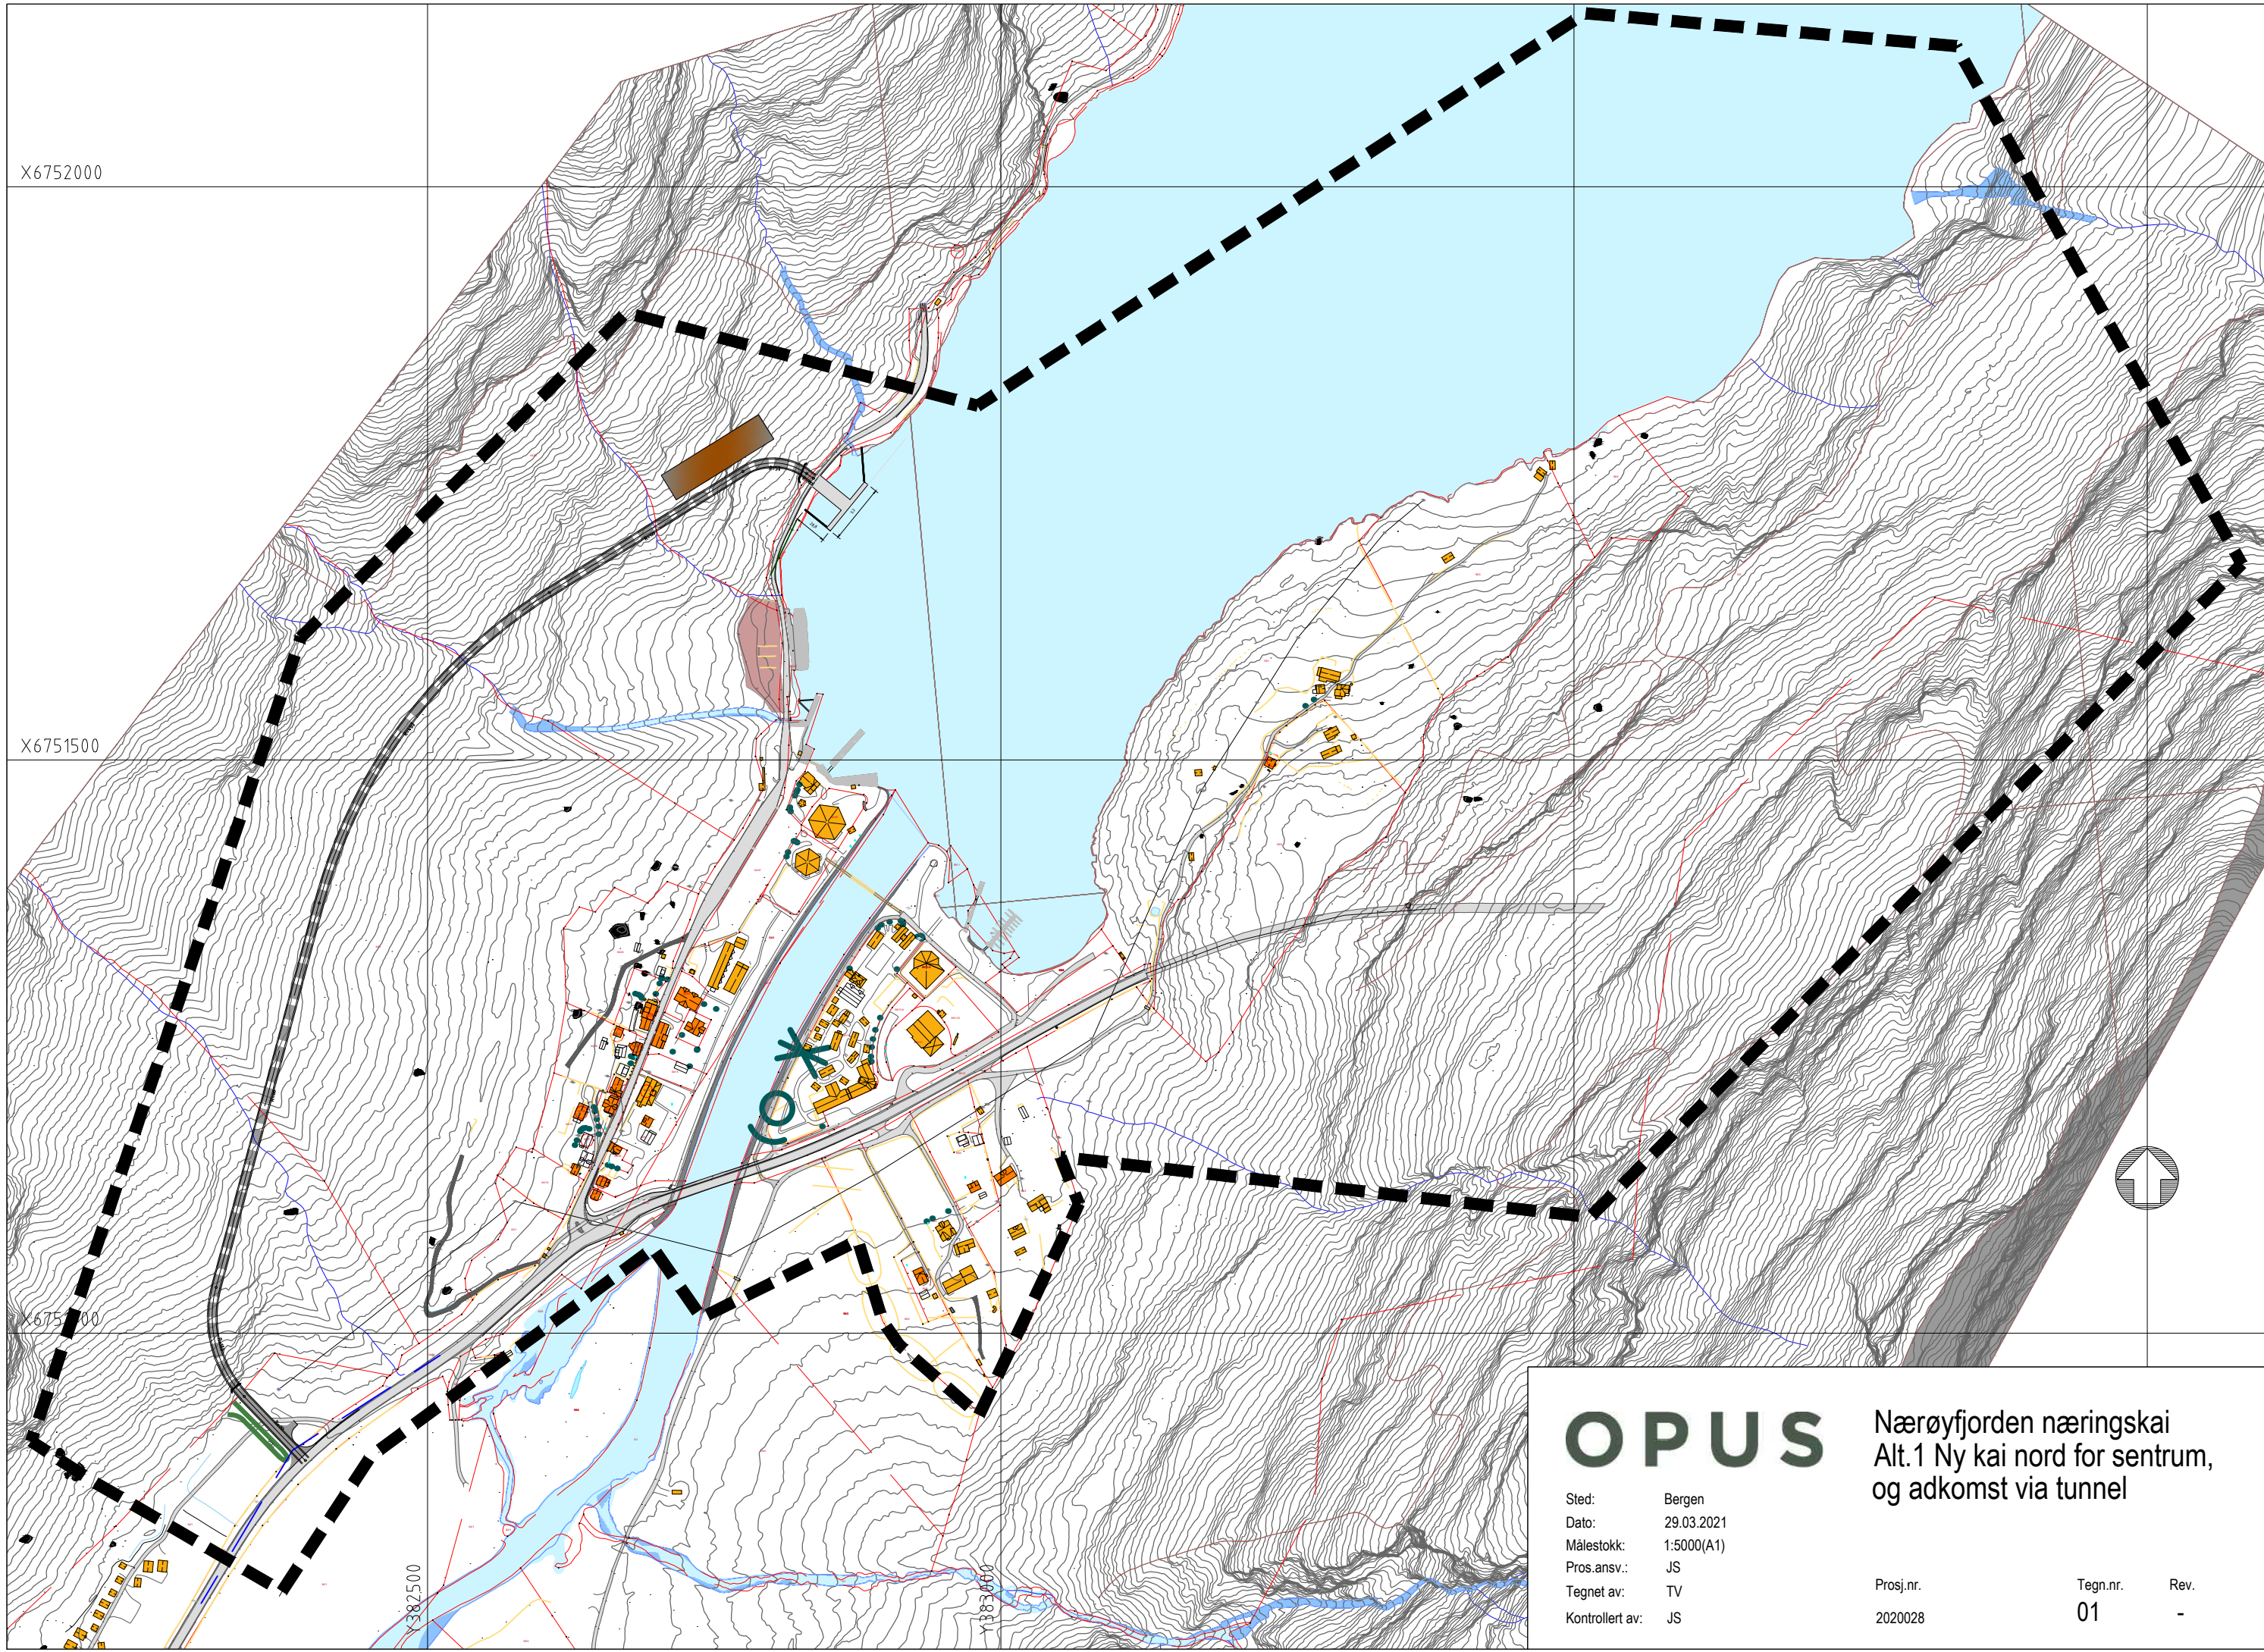 X6752000
X6751500
Y382500
Y383000
OPUS
Nærøyfjorden næringskai
Alt.1 Ny kai nord for sentrum,
og adkomst via tunnel
Sted: Bergen
Dato: 29.03.2021
Målestokk: 1:5000(A1)
Pros.ansv.: JS
Tegnet av: TV
Kontrollert av: JS
Prosj.nr. Tegn.nr. Rev.
2020028 01 -